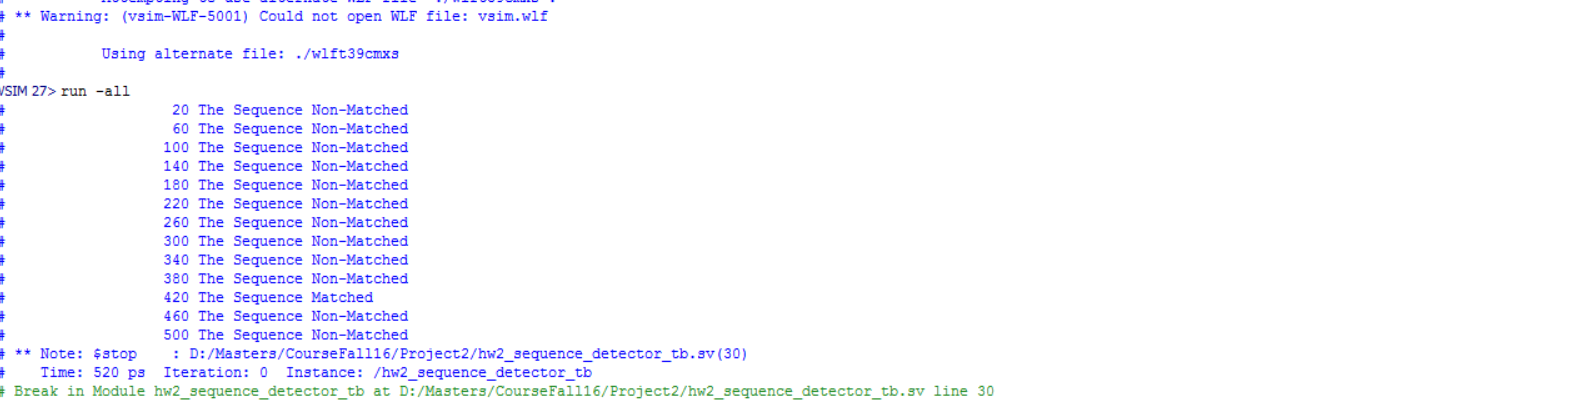 # ** Warning: (vsim-WLF-5001) Could not open WLF file: vsim.wlf
#
#          Using alternate file: ./wlft39cmxs
#
VSIM 27> run -all
#                   20 The Sequence Non-Matched
#                   60 The Sequence Non-Matched
#                  100 The Sequence Non-Matched
#                  140 The Sequence Non-Matched
#                  180 The Sequence Non-Matched
#                  220 The Sequence Non-Matched
#                  260 The Sequence Non-Matched
#                  300 The Sequence Non-Matched
#                  340 The Sequence Non-Matched
#                  380 The Sequence Non-Matched
#                  420 The Sequence Matched
#                  460 The Sequence Non-Matched
#                  500 The Sequence Non-Matched
# ** Note: $stop    : D:/Masters/CourseFall16/Project2/hw2_sequence_detector_tb.sv(30)
#    Time: 520 ps  Iteration: 0  Instance: /hw2_sequence_detector_tb
# Break in Module hw2_sequence_detector_tb at D:/Masters/CourseFall16/Project2/hw2_sequence_detector_tb.sv line 30